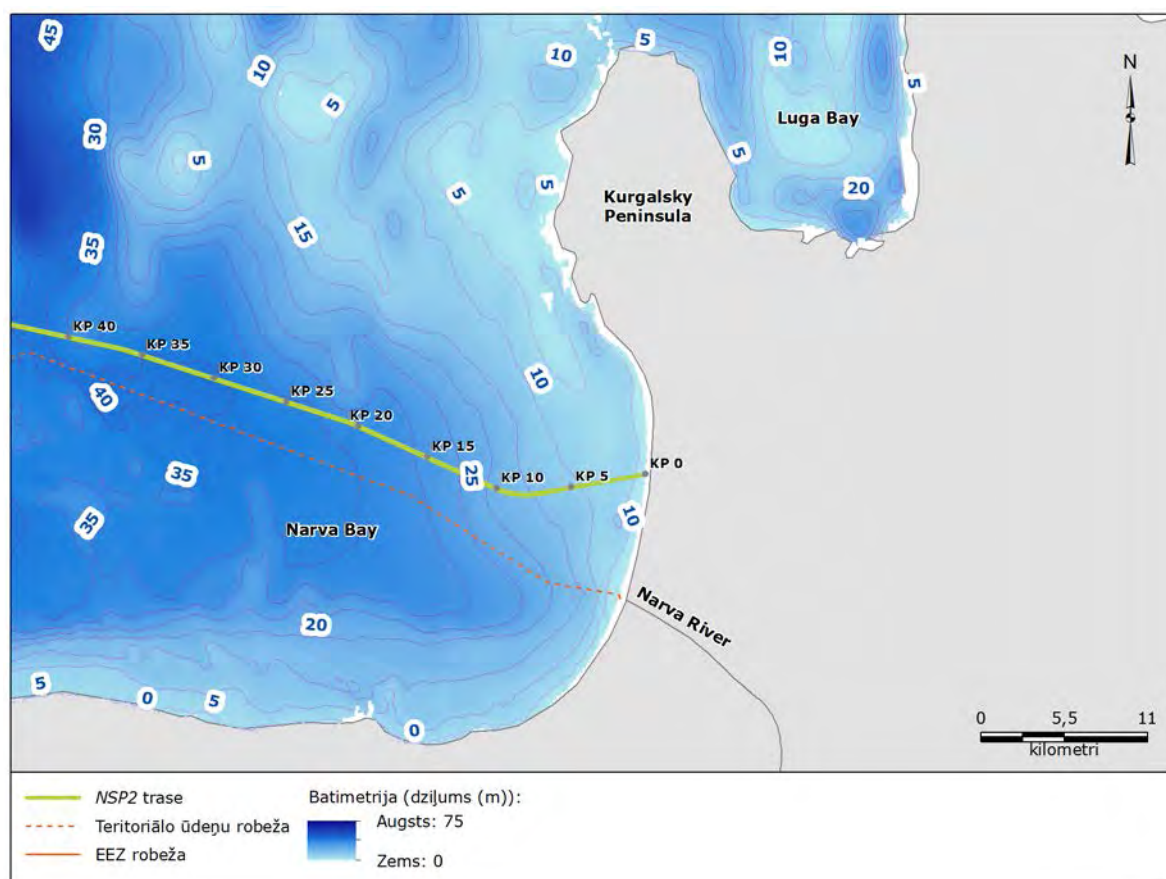 45
10
10
5
5
10
5
N
5
30
Luga Bay
5
5
5
5
20
Kurgalsky
Peninsula
15
35
KP 40
KP 35
KP 30
10
40
KP 25
KP 20
KP 15
35
25
KP 10
KP 5
KP 0
35
Narva Bay
10
Narva River
20
5
0
5
0
0
5,5
11
kilometri
NSP2 trase
Teritoriālo ūdeņu robeža
EEZ robeža
Batimetrija (dziļums (m)):
Augsts: 75
Zems: 0